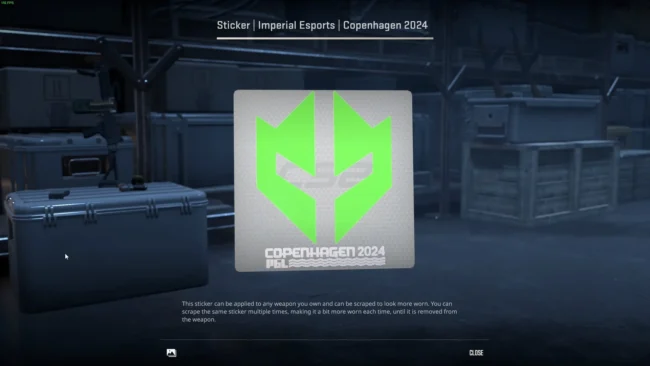 Sticker | Imperial Esports | Copenhagen 2024
CS2
COPENHAGEN 2024
PGL
This sticker can be applied to any weapon you own and can be scraped to look more worn. You can
scrape the same sticker multiple times, making it a bit more worn each time, until it is removed from
the weapon.
CLOSE